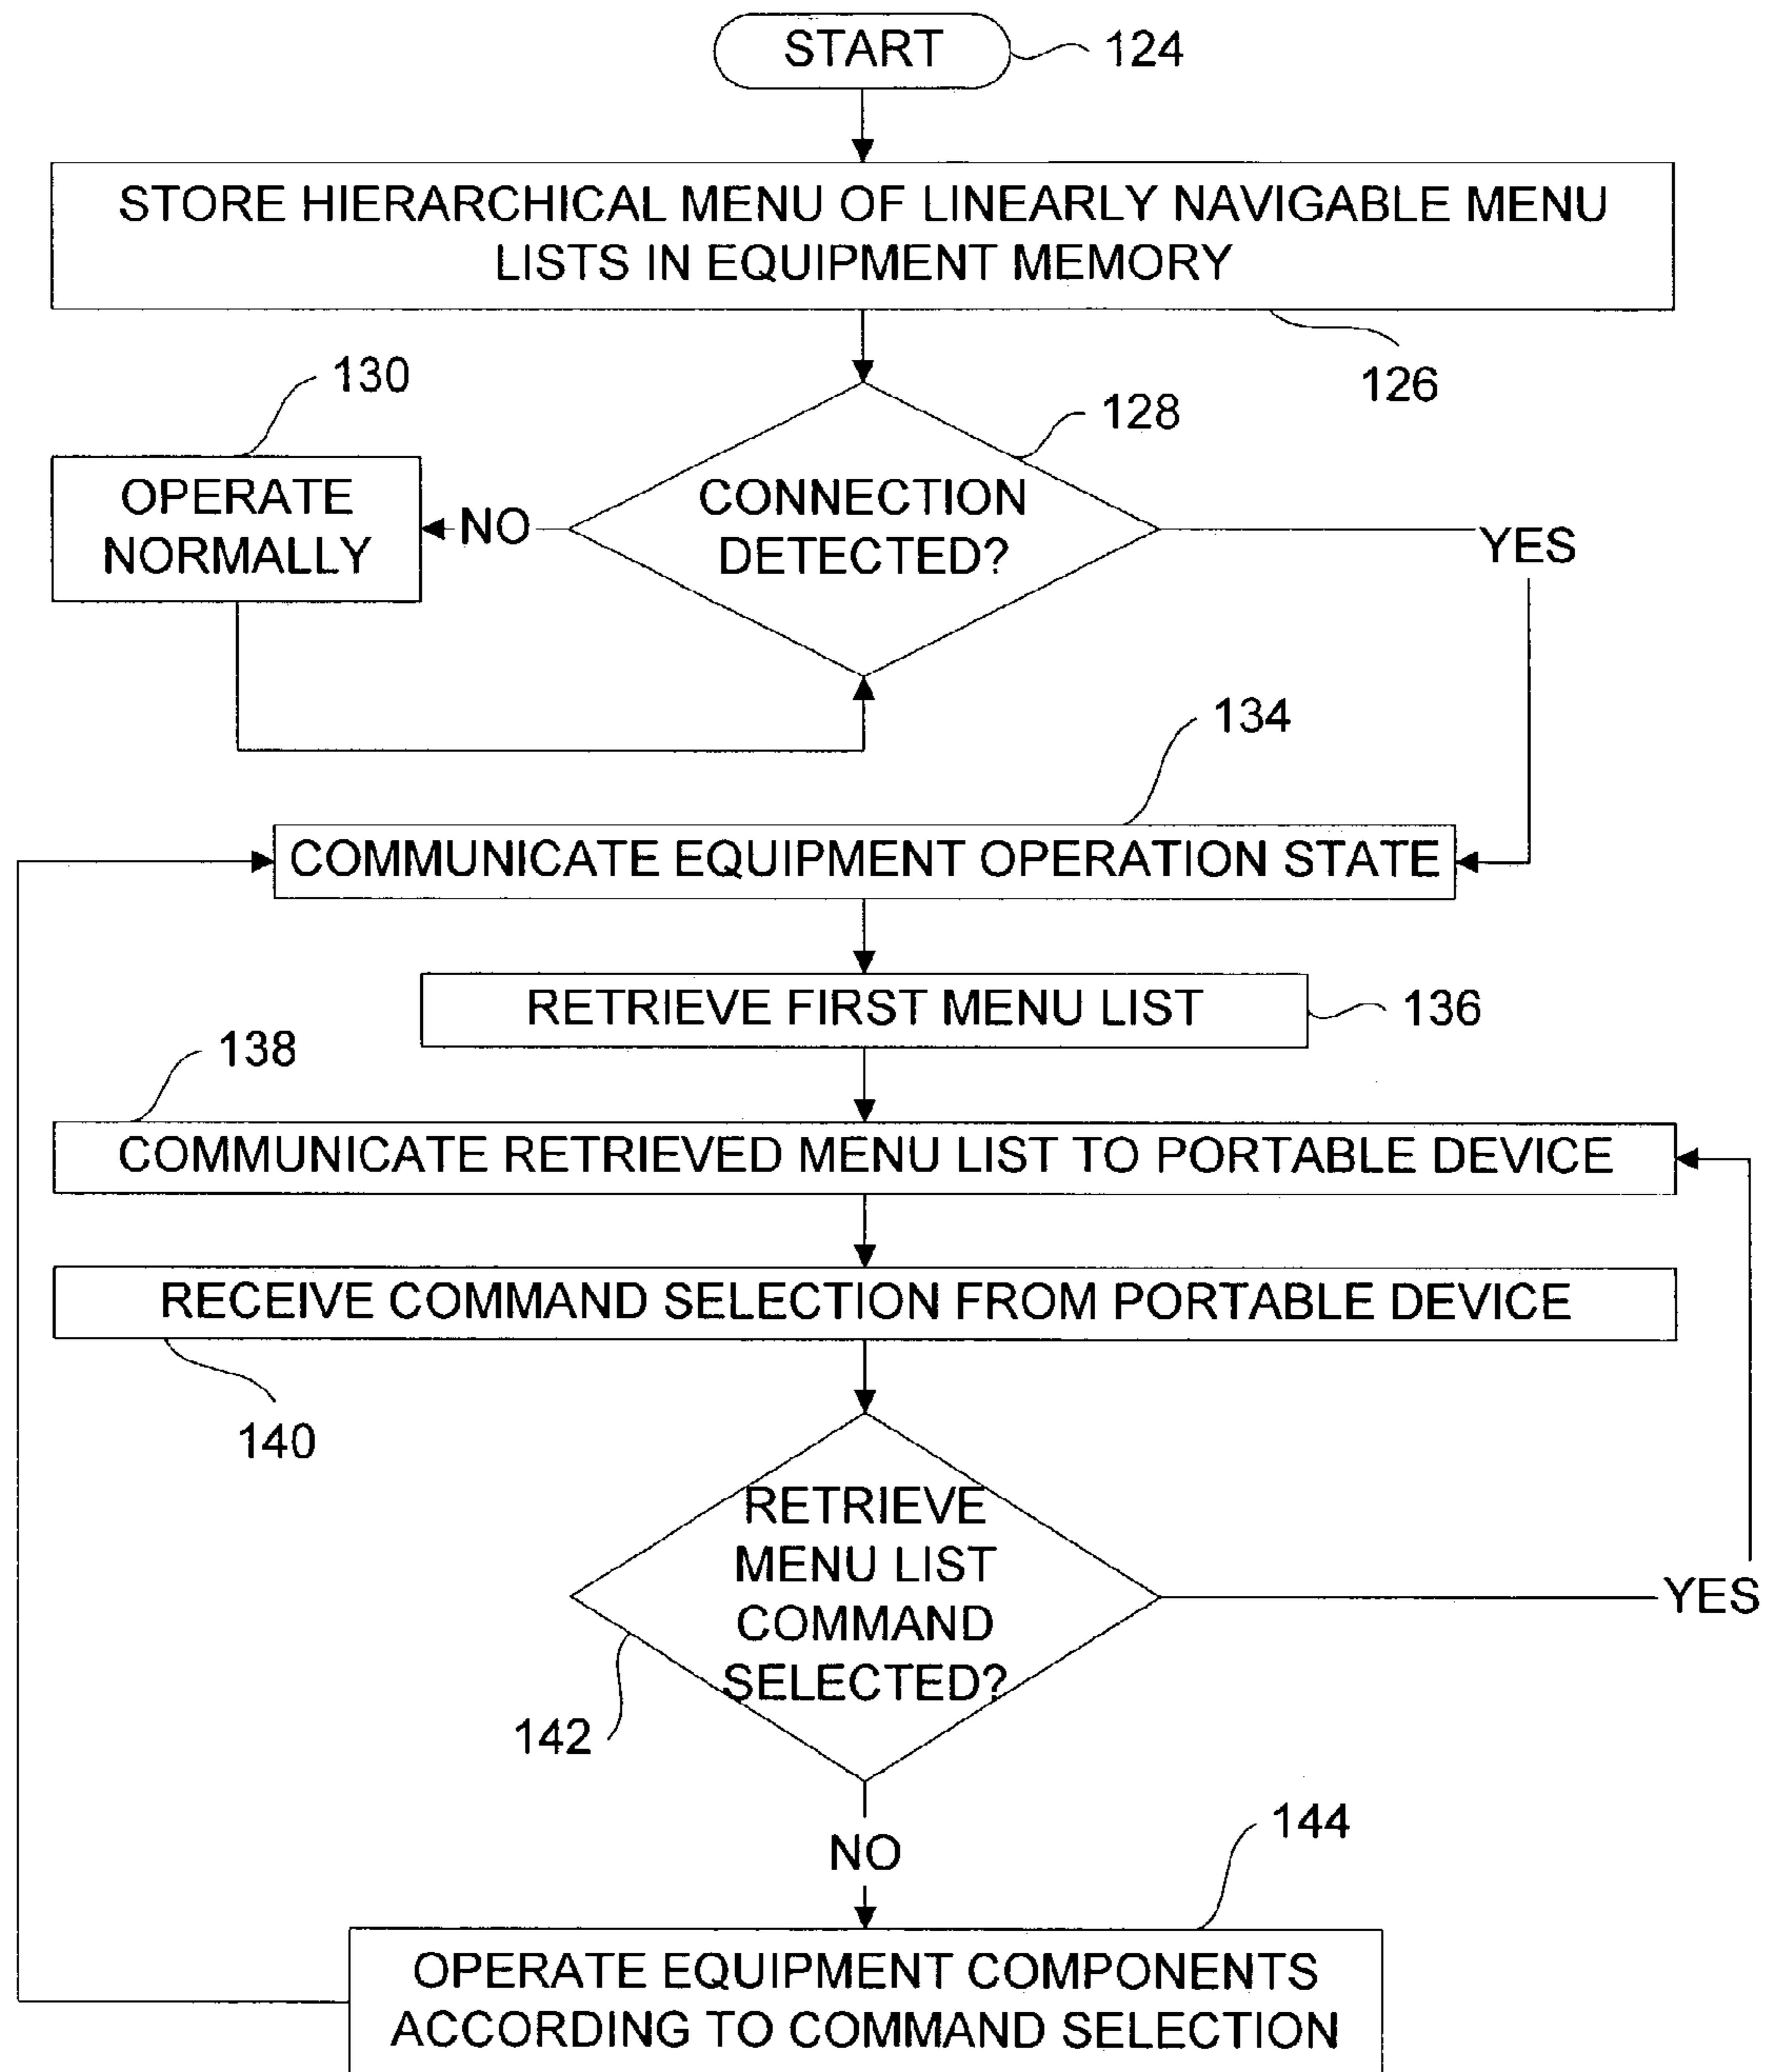 START
124
STORE HIERARCHICAL MENU OF LINEARLY NAVIGABLE MENU
LISTS IN EQUIPMENT MEMORY
126
130
128
OPERATE
NORMALLY
NO
CONNECTION
DETECTED?
YES
134
COMMUNICATE EQUIPMENT OPERATION STATE
RETRIEVE FIRST MENU LIST
136
138
COMMUNICATE RETRIEVED MENU LIST TO PORTABLE DEVICE
RECEIVE COMMAND SELECTION FROM PORTABLE DEVICE
140
RETRIEVE
MENU LIST
COMMAND
SELECTED?
YES
142
NO
144
OPERATE EQUIPMENT COMPONENTS
ACCORDING TO COMMAND SELECTION